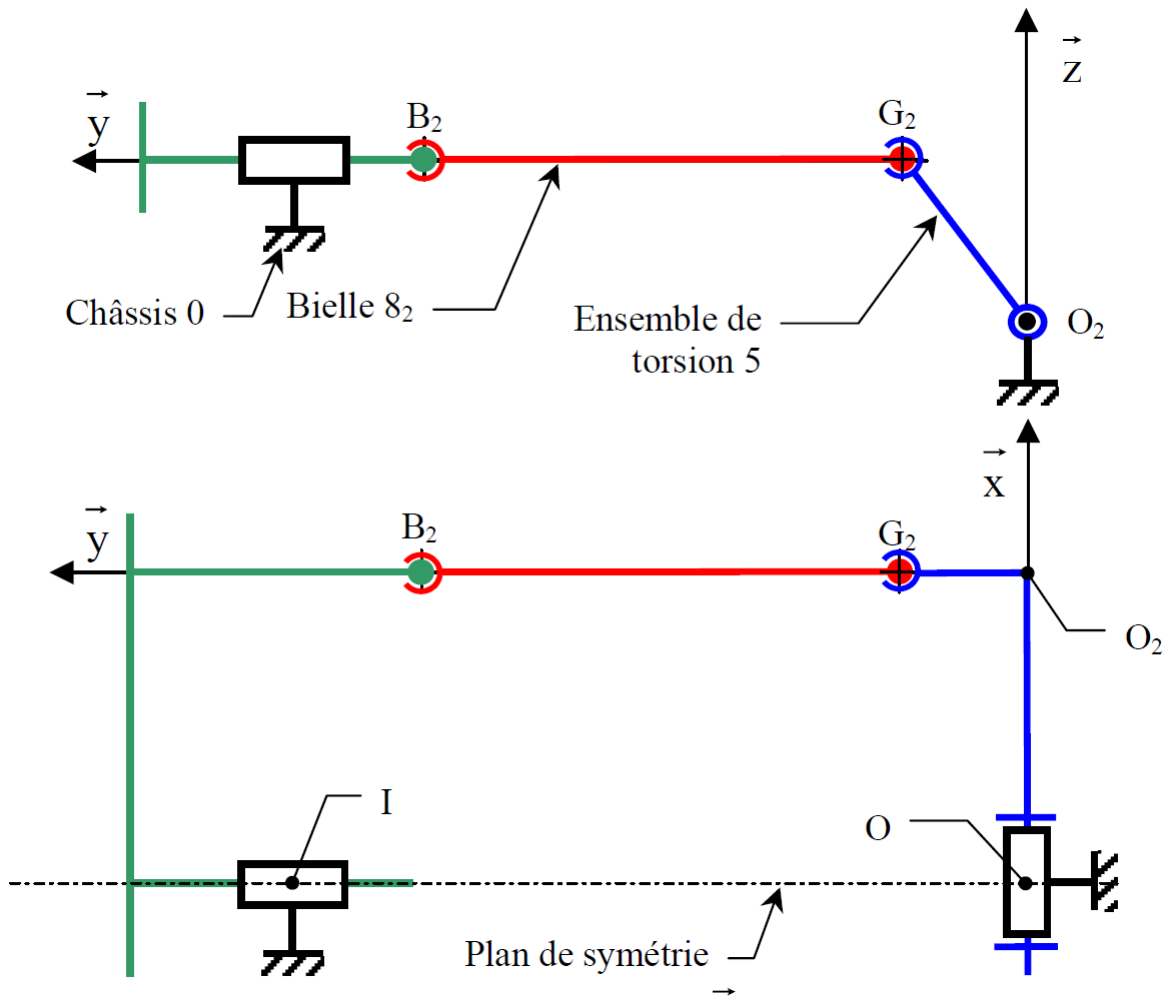 z
y
B₂
G₂
Châssis 0
Bielle 8₂
Ensemble de
torsion 5
O₂
x
y
B₂
G₂
O₂
I
O
Plan de symétrie